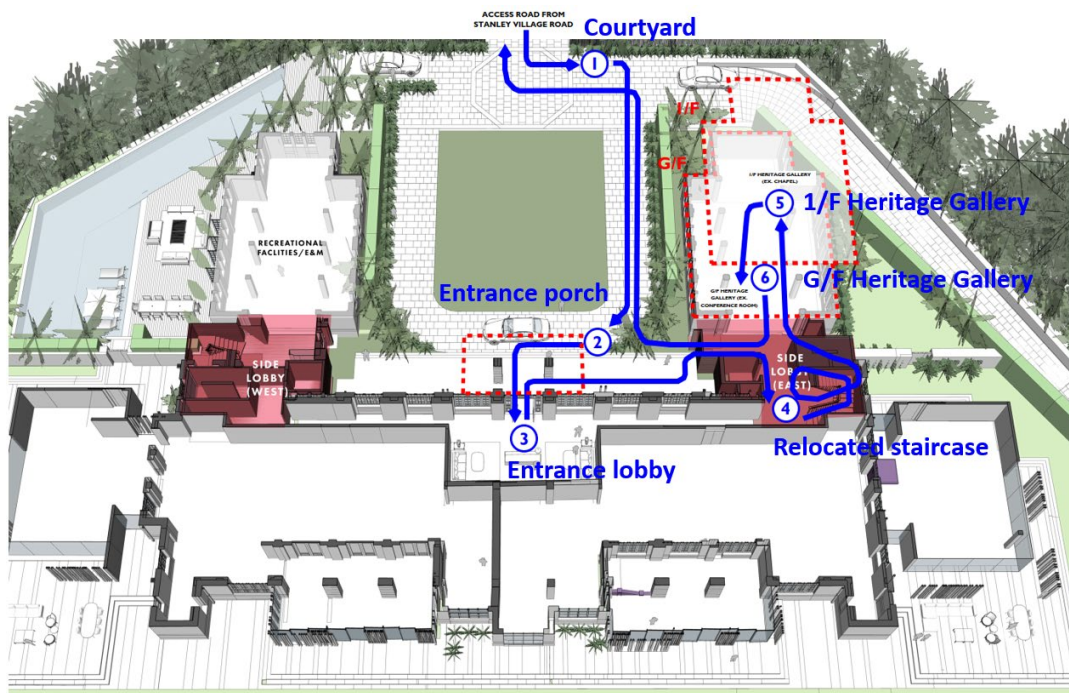 ACCESS ROAD FROM
STANLEY VILLAGE ROAD
Courtyard
1
1/F
G/F
1/F HERITAGE GALLERY
(EX. CHAPEL)
5
1/F Heritage Gallery
RECREATIONAL
FACLITIES/E&M
6
G/F Heritage Gallery
G/F HERITAGE
GALLERY (EX.
CONFERENCE ROOM)
Entrance porch
2
SIDE
LOBBY
(WEST)
SIDE
LOBBY
(EAST)
4
3
Relocated staircase
Entrance lobby